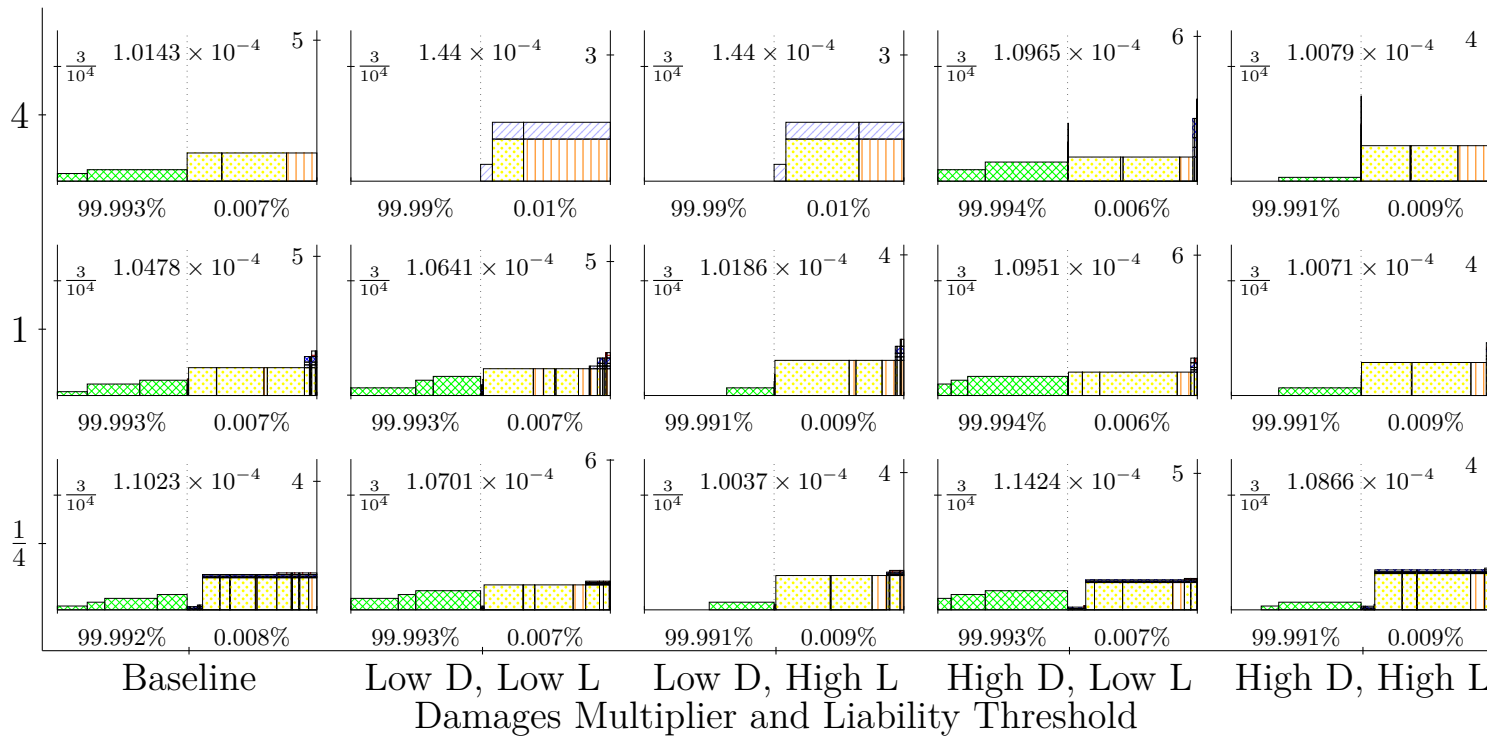 3/10^4 1.0143 × 10^−4 5
3/10^4 1.44 × 10^−4 3
3/10^4 1.44 × 10^−4 3
3/10^4 1.0965 × 10^−4 6
3/10^4 1.0079 × 10^−4 4
4
99.993% 0.007%
99.99% 0.01%
99.99% 0.01%
99.994% 0.006%
99.991% 0.009%
3/10^4 1.0478 × 10^−4 5
3/10^4 1.0641 × 10^−4 5
3/10^4 1.0186 × 10^−4 4
3/10^4 1.0951 × 10^−4 6
3/10^4 1.0071 × 10^−4 4
1
99.993% 0.007%
99.993% 0.007%
99.991% 0.009%
99.994% 0.006%
99.991% 0.009%
3/10^4 1.1023 × 10^−4 4
3/10^4 1.0701 × 10^−4 6
3/10^4 1.0037 × 10^−4 4
3/10^4 1.1424 × 10^−4 5
3/10^4 1.0866 × 10^−4 4
1/4
99.992% 0.008%
99.993% 0.007%
99.991% 0.009%
99.993% 0.007%
99.991% 0.009%
Baseline
Low D, Low L
Low D, High L
High D, Low L
High D, High L
Damages Multiplier and Liability Threshold